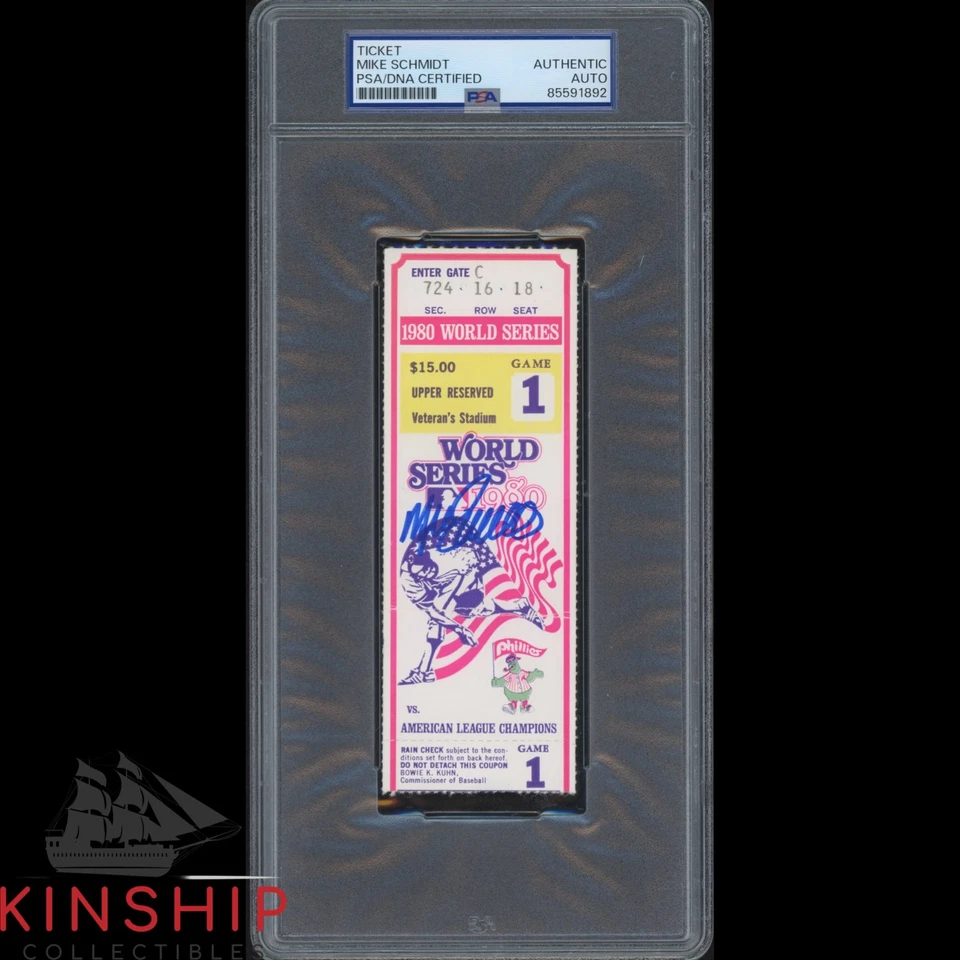 TICKET
MIKE SCHMIDT
PSA/DNA CERTIFIED
AUTHENTIC
AUTO
85591892
PSA
ENTER GATE C
724 · 16 · 18 ·
SEC. ROW SEAT
1980 WORLD SERIES
$15.00
UPPER RESERVED
Veteran's Stadium
GAME
1
WORLD
SERIES
1980
Phillies
VS.
AMERICAN LEAGUE CHAMPIONS
RAIN CHECK subject to the con-
ditions set forth on back hereof.
DO NOT DETACH THIS COUPON
BOWIE K. KUHN,
Commissioner of Baseball
GAME
1
KINSHIP
COLLECTIBLES